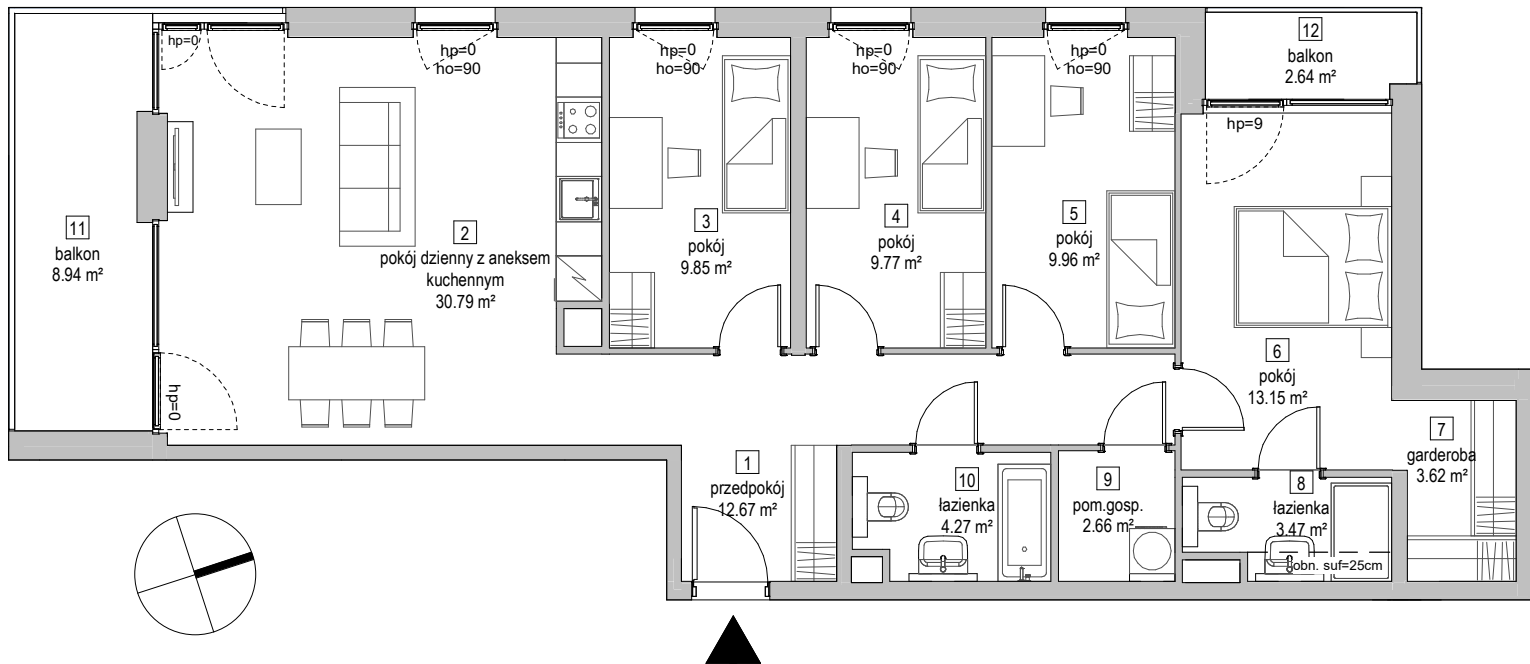 hp=0
hp=0
ho=90
hp=0
ho=90
hp=0
ho=90
hp=0
ho=90
12
balkon
2.64 m²
hp=9
11
balkon
8.94 m²
2
pokój dzienny z aneksem
kuchennym
30.79 m²
3
pokój
9.85 m²
4
pokój
9.77 m²
5
pokój
9.96 m²
6
pokój
13.15 m²
hp=0
7
garderoba
3.62 m²
1
przedpokój
12.67 m²
10
łazienka
4.27 m²
9
pom.gosp.
2.66 m²
8
łazienka
3.47 m²
obn. suf=25cm